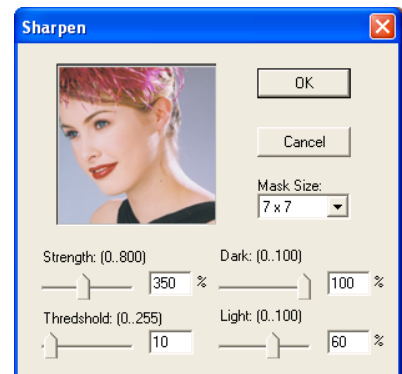 Sharpen
OK
Cancel
Mask Size:
7 x 7
Strength: (0..800)
350 %
Dark: (0..100)
100 %
Thredshold: (0..255)
10
Light: (0..100)
60 %